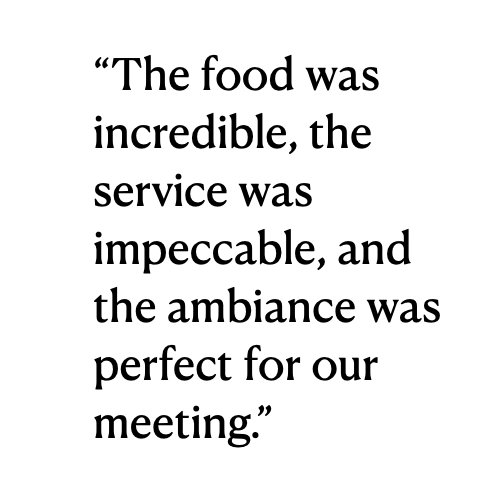 “The food was
incredible, the
service was
impeccable, and
the ambiance was
perfect for our
meeting.”